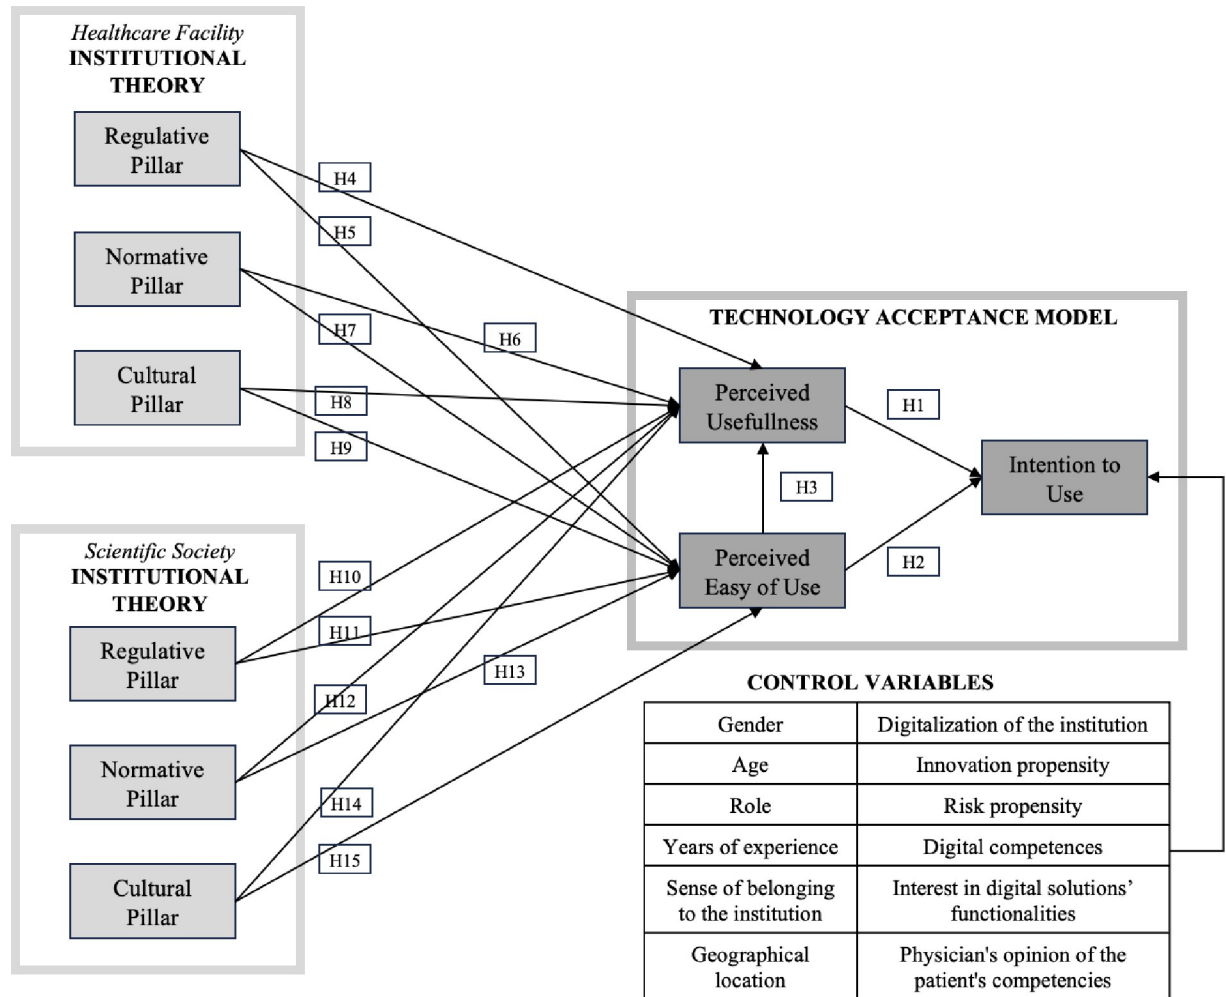 Healthcare Facility
INSTITUTIONAL
THEORY
Regulative
Pillar
Normative
Pillar
Cultural
Pillar
H4
H5
H7
H6
H8
H9
TECHNOLOGY ACCEPTANCE MODEL
Perceived
Usefullness
H1
Intention to
Use
H3
Perceived
Easy of Use
H2
Scientific Society
INSTITUTIONAL
THEORY
Regulative
Pillar
Normative
Pillar
Cultural
Pillar
H10
H11
H13
H12
H14
H15
CONTROL VARIABLES
Gender
Digitalization of the institution
Age
Innovation propensity
Role
Risk propensity
Years of experience
Digital competences
Sense of belonging
to the institution
Interest in digital solutions’
functionalities
Geographical
location
Physician's opinion of the
patient's competencies